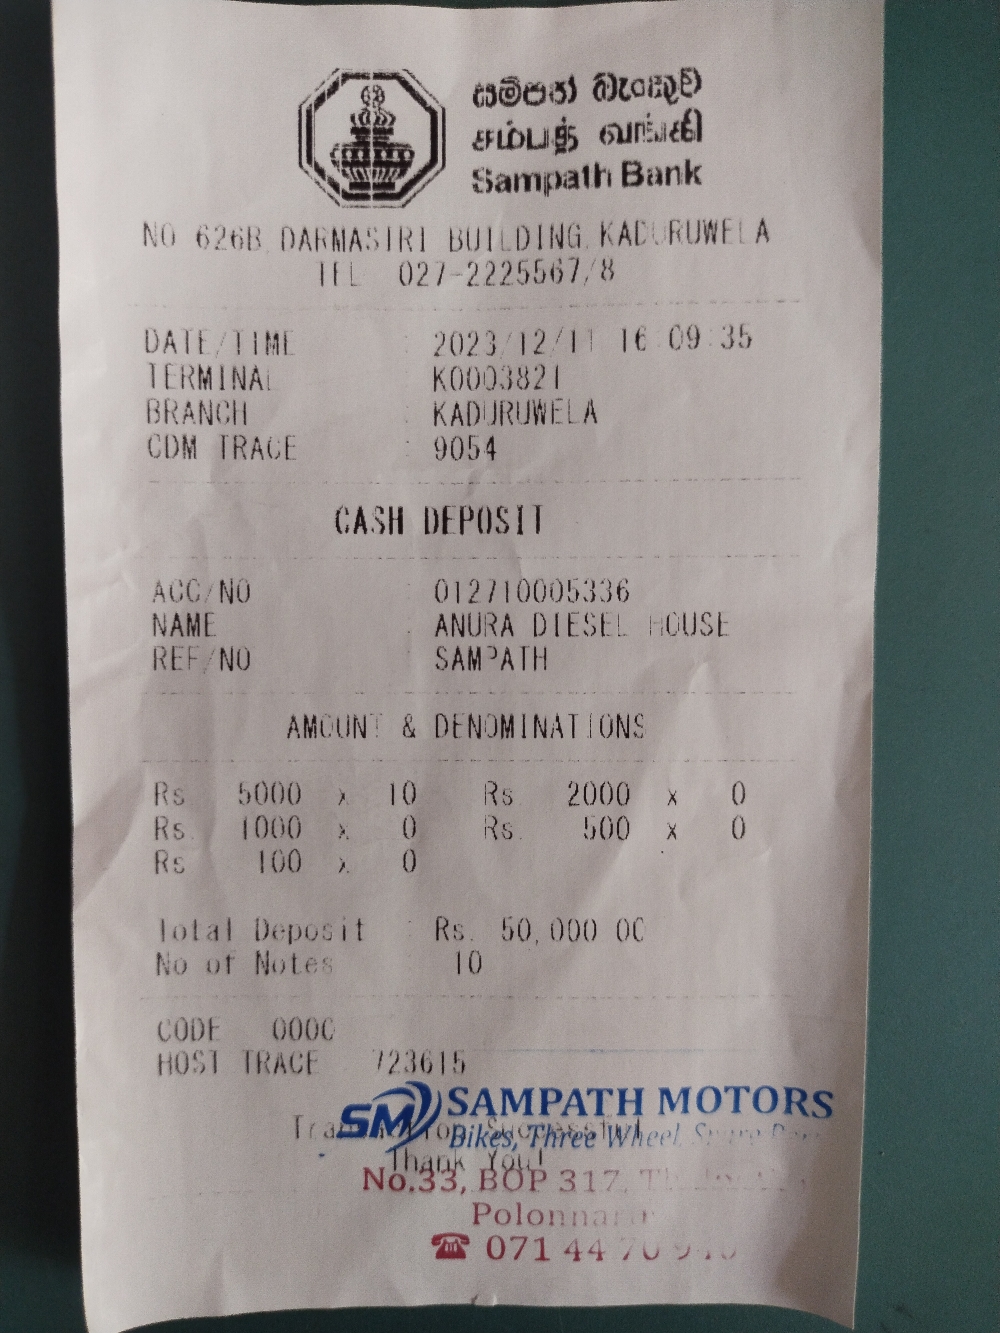 සම්පත් බැංකුව
சம்பத் வங்கி
Sampath Bank
NO 626B, DARMASIRI BUILDING, KADURUWELA
TEL 027-2225567/8
DATE/TIME : 2023/12/11 16:09:35
TERMINAL : K0003821
BRANCH : KADURUWELA
CDM TRACE : 9054
CASH DEPOSIT
ACC/NO : 012710005336
NAME : ANURA DIESEL HOUSE
REF/NO : SAMPATH
AMOUNT & DENOMINATIONS
Rs. 5000 x 10 Rs. 2000 x 0
Rs. 1000 x 0 Rs. 500 x 0
Rs. 100 x 0
Total Deposit : Rs. 50,000.00
No of Notes 10
CODE 0000
HOST TRACE 723615
Transaction Successful
Thank You!
SM SAMPATH MOTORS
Bikes, Three Wheel
No.33, BOP 317,
071 44 70